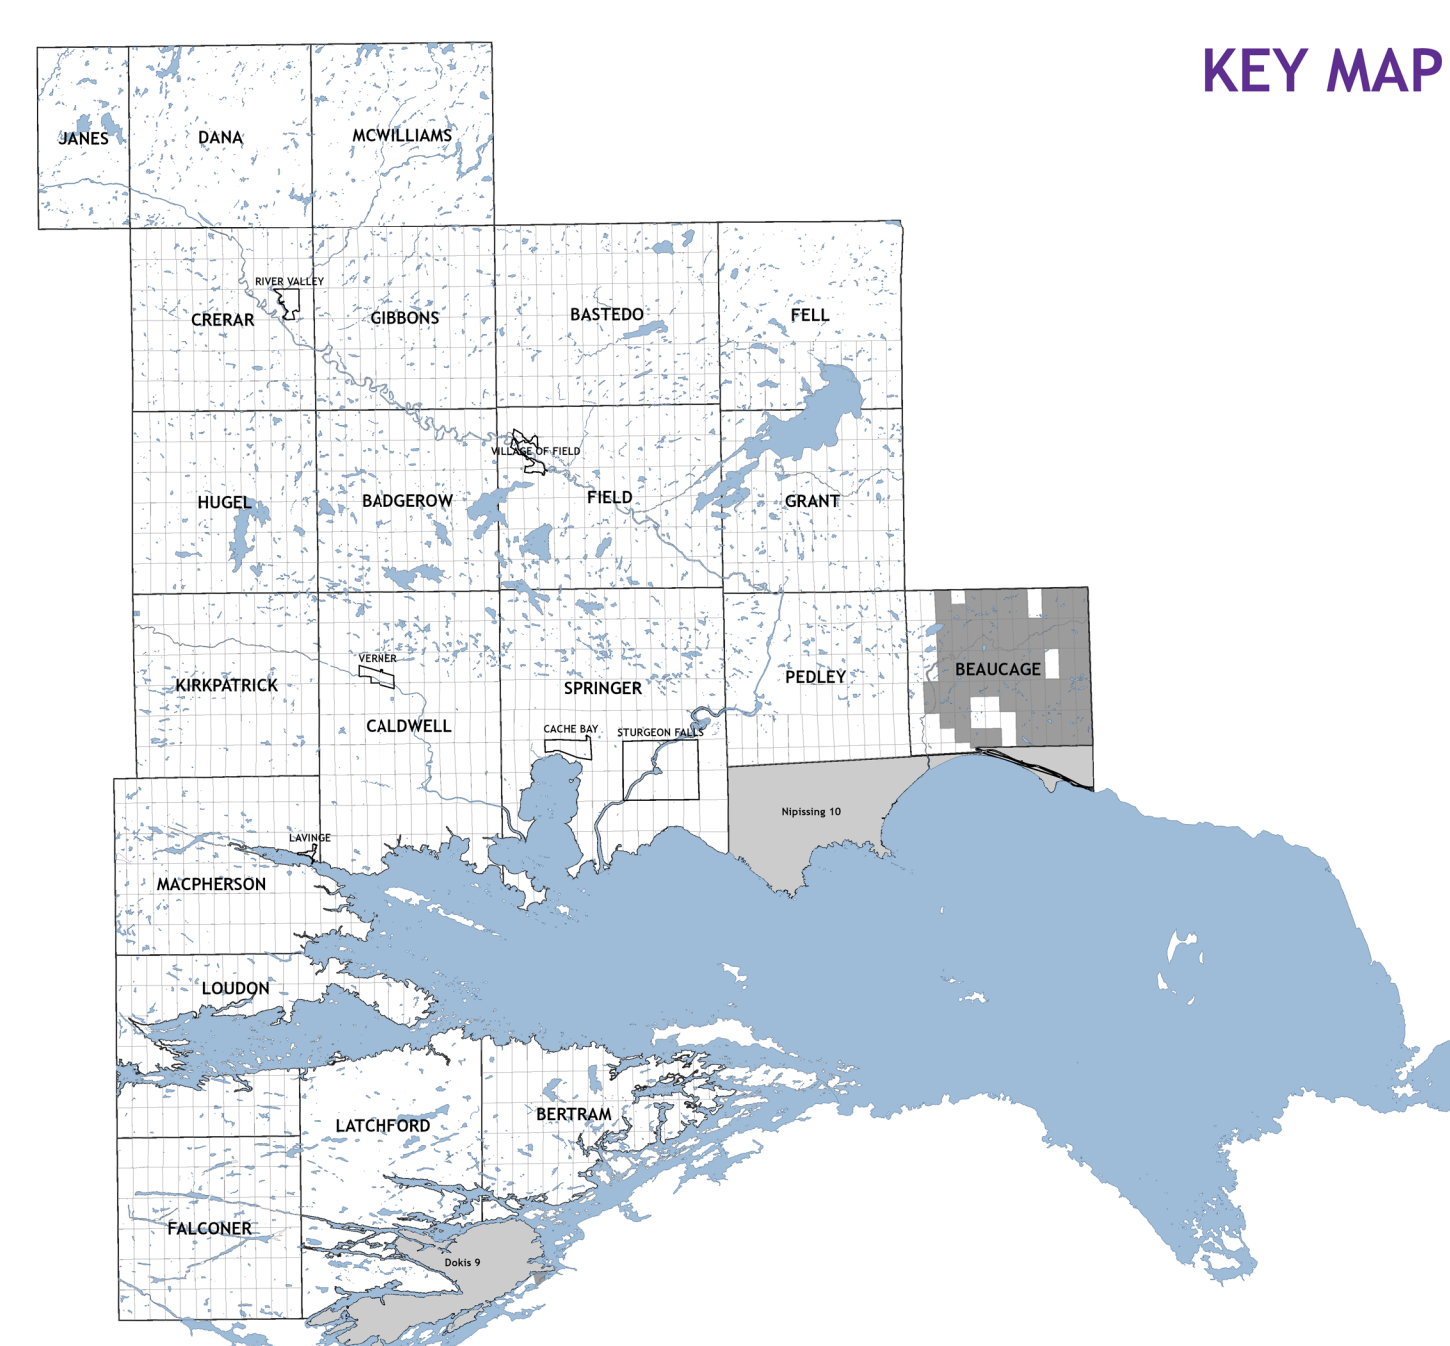 KEY MAP
JANES
DANA
MCWILLIAMS
RIVER VALLEY
CRERAR
GIBBONS
BASTEDO
FELL
VILLAGE OF FIELD
HUGEL
BADGEROW
FIELD
GRANT
VERNER
KIRKPATRICK
CALDWELL
SPRINGER
PEDLEY
BEAUCAGE
CACHE BAY
STURGEON FALLS
Nipissing 10
LAVINGE
MACPHERSON
LOUDON
LATCHFORD
BERTRAM
FALCONER
Dokis 9